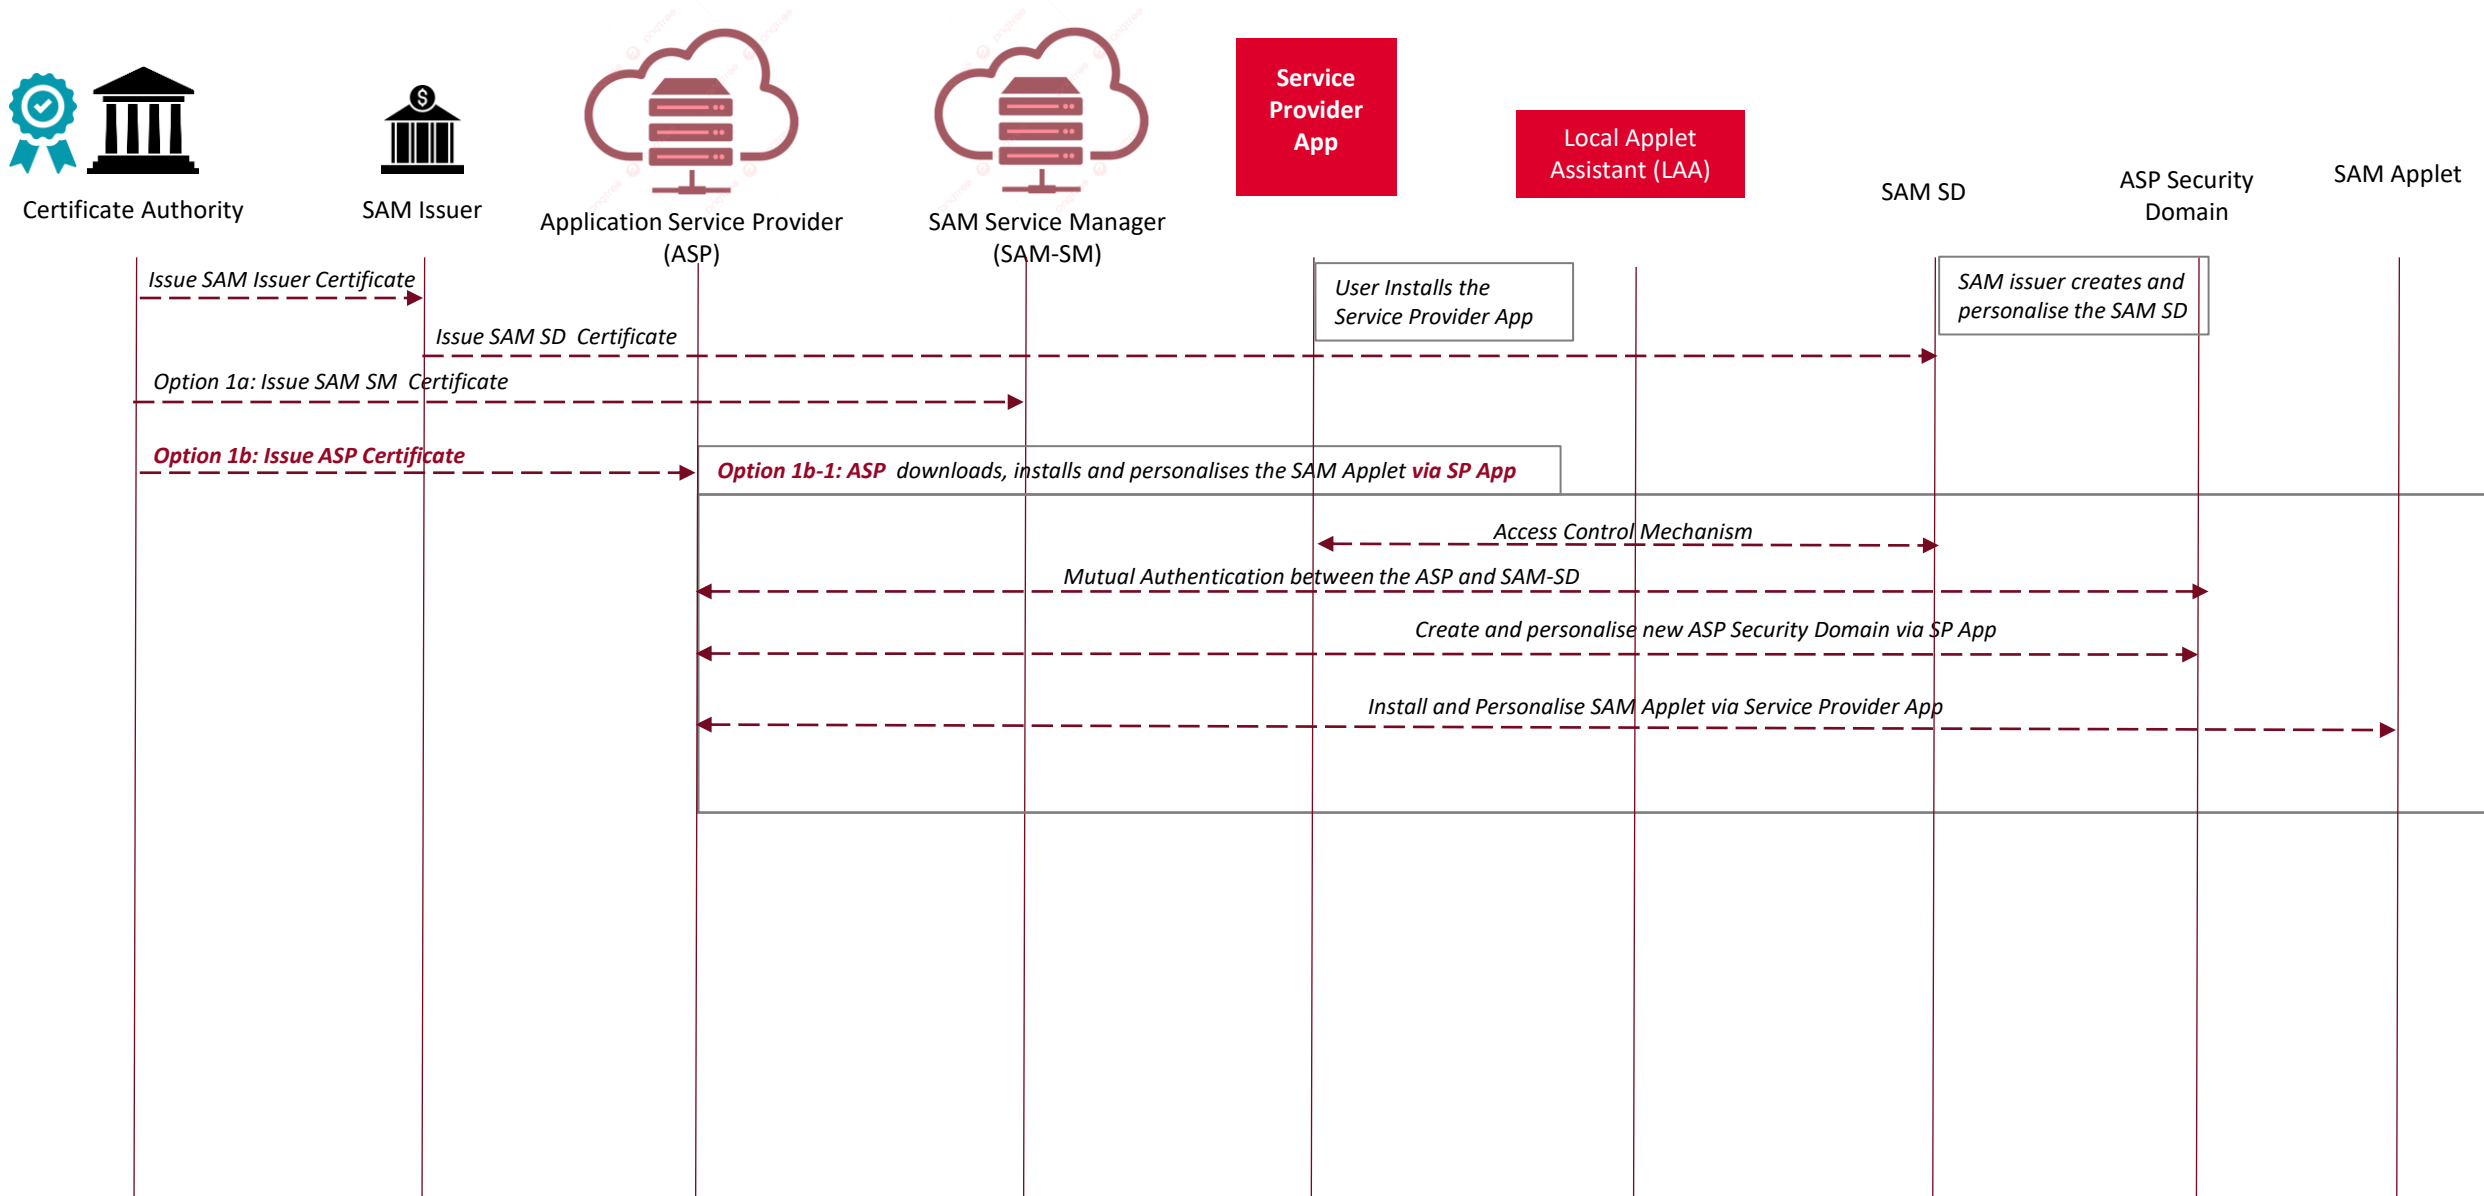 Service
Provider
App
Local Applet
Assistant (LAA)
Certificate Authority
SAM Issuer
Application Service Provider
(ASP)
SAM Service Manager
(SAM-SM)
SAM SD
ASP Security
Domain
SAM Applet
$
Issue SAM Issuer Certificate
User Installs the
Service Provider App
SAM issuer creates and
personalise the SAM SD
Issue SAM SD Certificate
Option 1a: Issue SAM SM Certificate
Option 1b: Issue ASP Certificate
Option 1b-1: ASP downloads, installs and personalises the SAM Applet via SP App
Access Control Mechanism
Mutual Authentication between the ASP and SAM-SD
Create and personalise new ASP Security Domain via SP App
Install and Personalise SAM Applet via Service Provider App